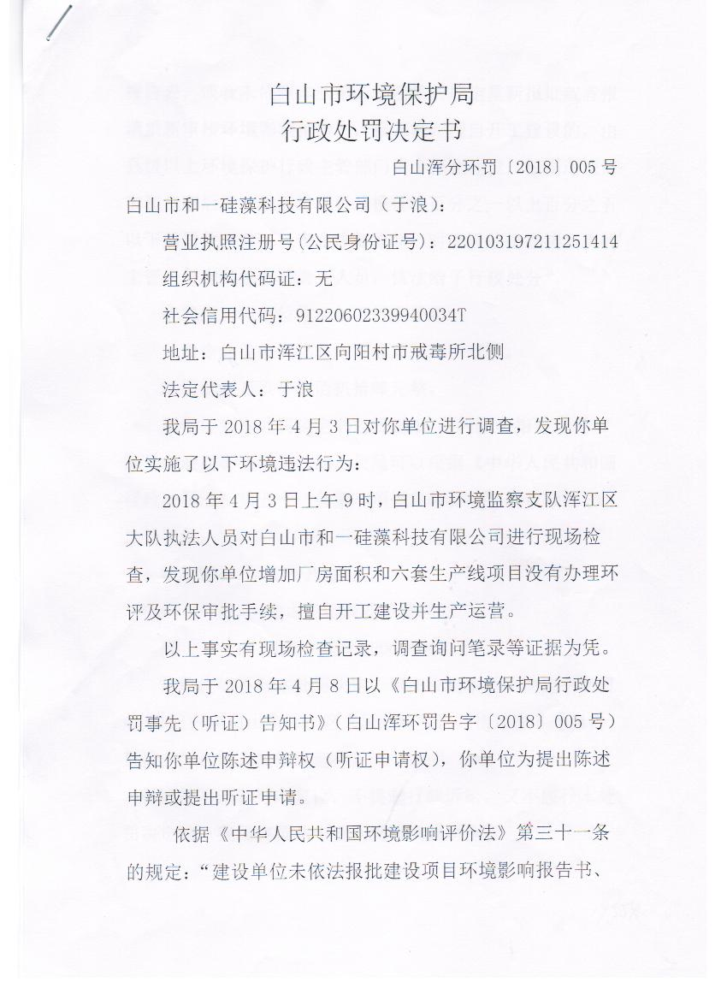 白山市环境保护局
行政处罚决定书
白山浑分环罚〔2018〕005 号
白山市和一硅藻科技有限公司（于浪）：
营业执照注册号(公民身份证号)：220103197211251414
组织机构代码证：无
社会信用代码：91220602339940034T
地址：白山市浑江区向阳村市戒毒所北侧
法定代表人：于浪
我局于 2018 年 4 月 3 日对你单位进行调查，发现你单
位实施了以下环境违法行为：
2018 年 4 月 3 日上午 9 时，白山市环境监察支队浑江区
大队执法人员对白山市和一硅藻科技有限公司进行现场检
查，发现你单位增加厂房面积和六套生产线项目没有办理环
评及环保审批手续，擅自开工建设并生产运营。
以上事实有现场检查记录，调查询问笔录等证据为凭。
我局于 2018 年 4 月 8 日以《白山市环境保护局行政处
罚事先（听证）告知书》（白山浑环罚告字〔2018〕005 号）
告知你单位陈述申辩权（听证申请权），你单位为提出陈述
申辩或提出听证申请。
依据《中华人民共和国环境影响评价法》第三十一条
的规定：“建设单位未依法报批建设项目环境影响报告书、